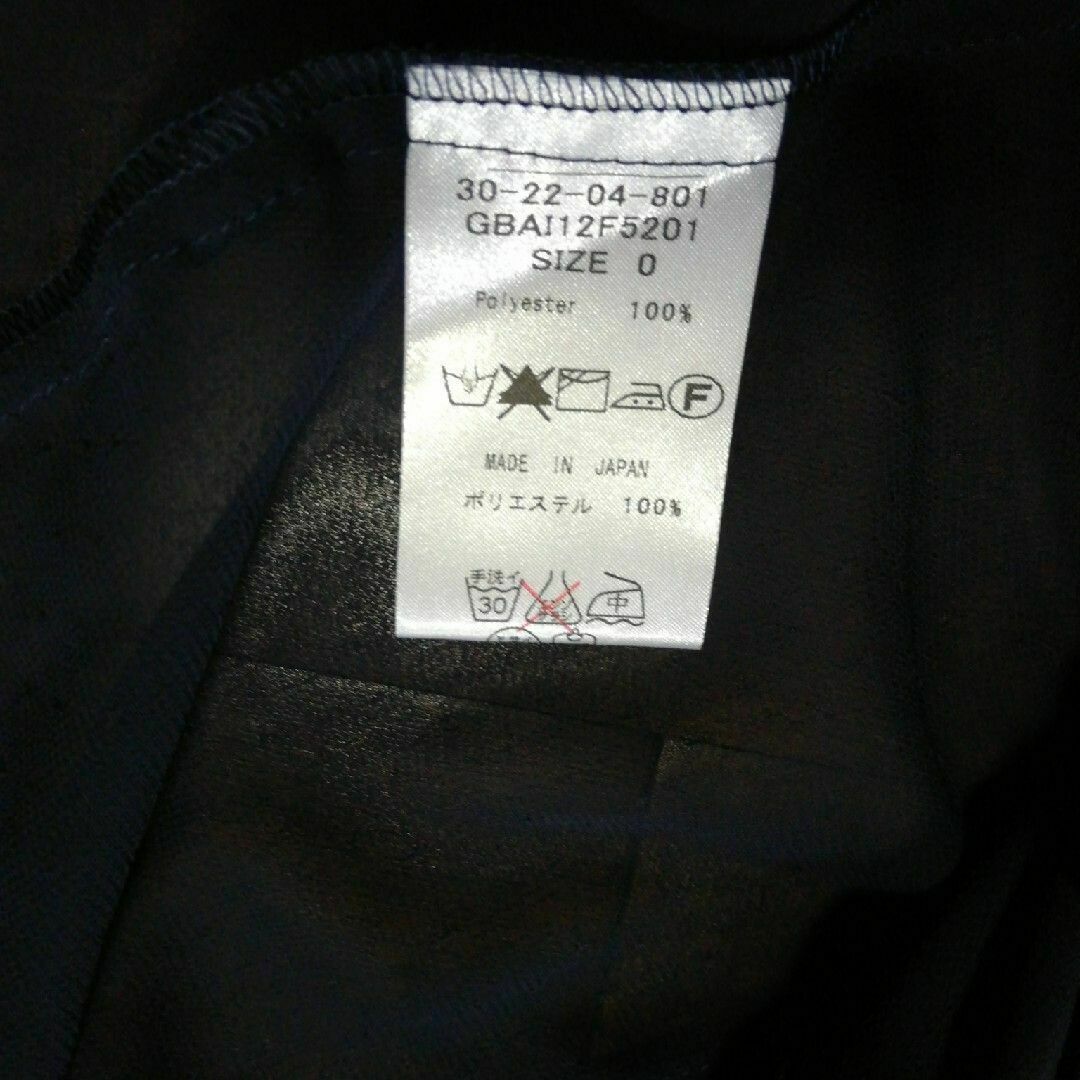 30-22-04-801
GBAI12F5201
SIZE 0
Polyester 100%
F
MADE IN JAPAN
ポリエステル 100%
手洗イ
30 中